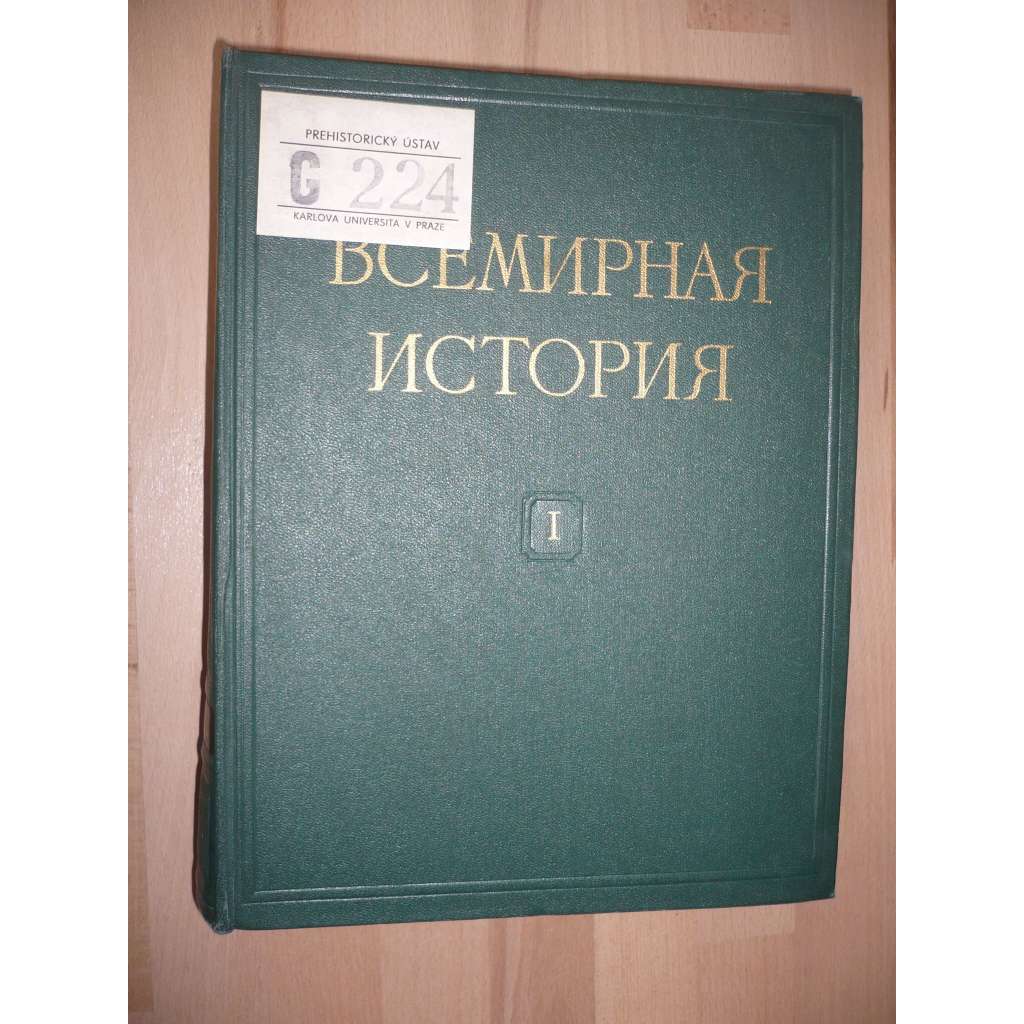 PREHISTORICKÝ ÚSTAV
G 224
KARLOVA UNIVERSITA V PRAZE
ВСЕМИРНАЯ
ИСТОРИЯ
I